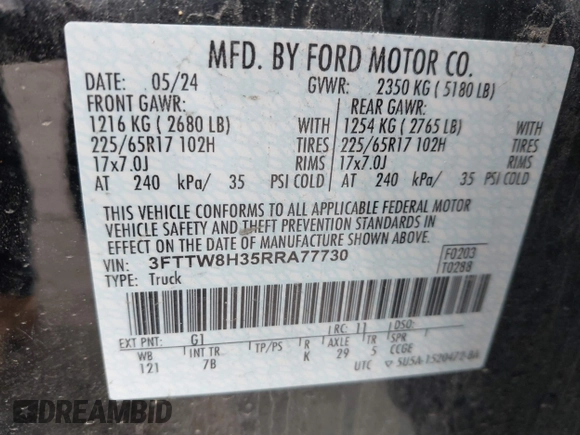 MFD. BY FORD MOTOR CO.
DATE: 05/24 GVWR: 2350 KG ( 5180 LB)
FRONT GAWR: REAR GAWR:
1216 KG ( 2680 LB) WITH 1254 KG ( 2765 LB) WITH
225/65R17 102H TIRES 225/65R17 102H TIRES
17x7.0J RIMS 17x7.0J RIMS
AT 240 kPa/ 35 PSI COLD AT 240 kPa/ 35 PSI COLD
THIS VEHICLE CONFORMS TO ALL APPLICABLE FEDERAL MOTOR
VEHICLE SAFETY AND THEFT PREVENTION STANDARDS IN
EFFECT ON THE DATE OF MANUFACTURE SHOWN ABOVE.
VIN: 3FTTW8H35RRA77730 F0203
TYPE: Truck T0288
EXT PNT: G1 RC: 11 DSO:
WB INT TR TP/PS R AXLE TR SPR
121 7B K 29 5 CCGE
UTC
DREAMBID